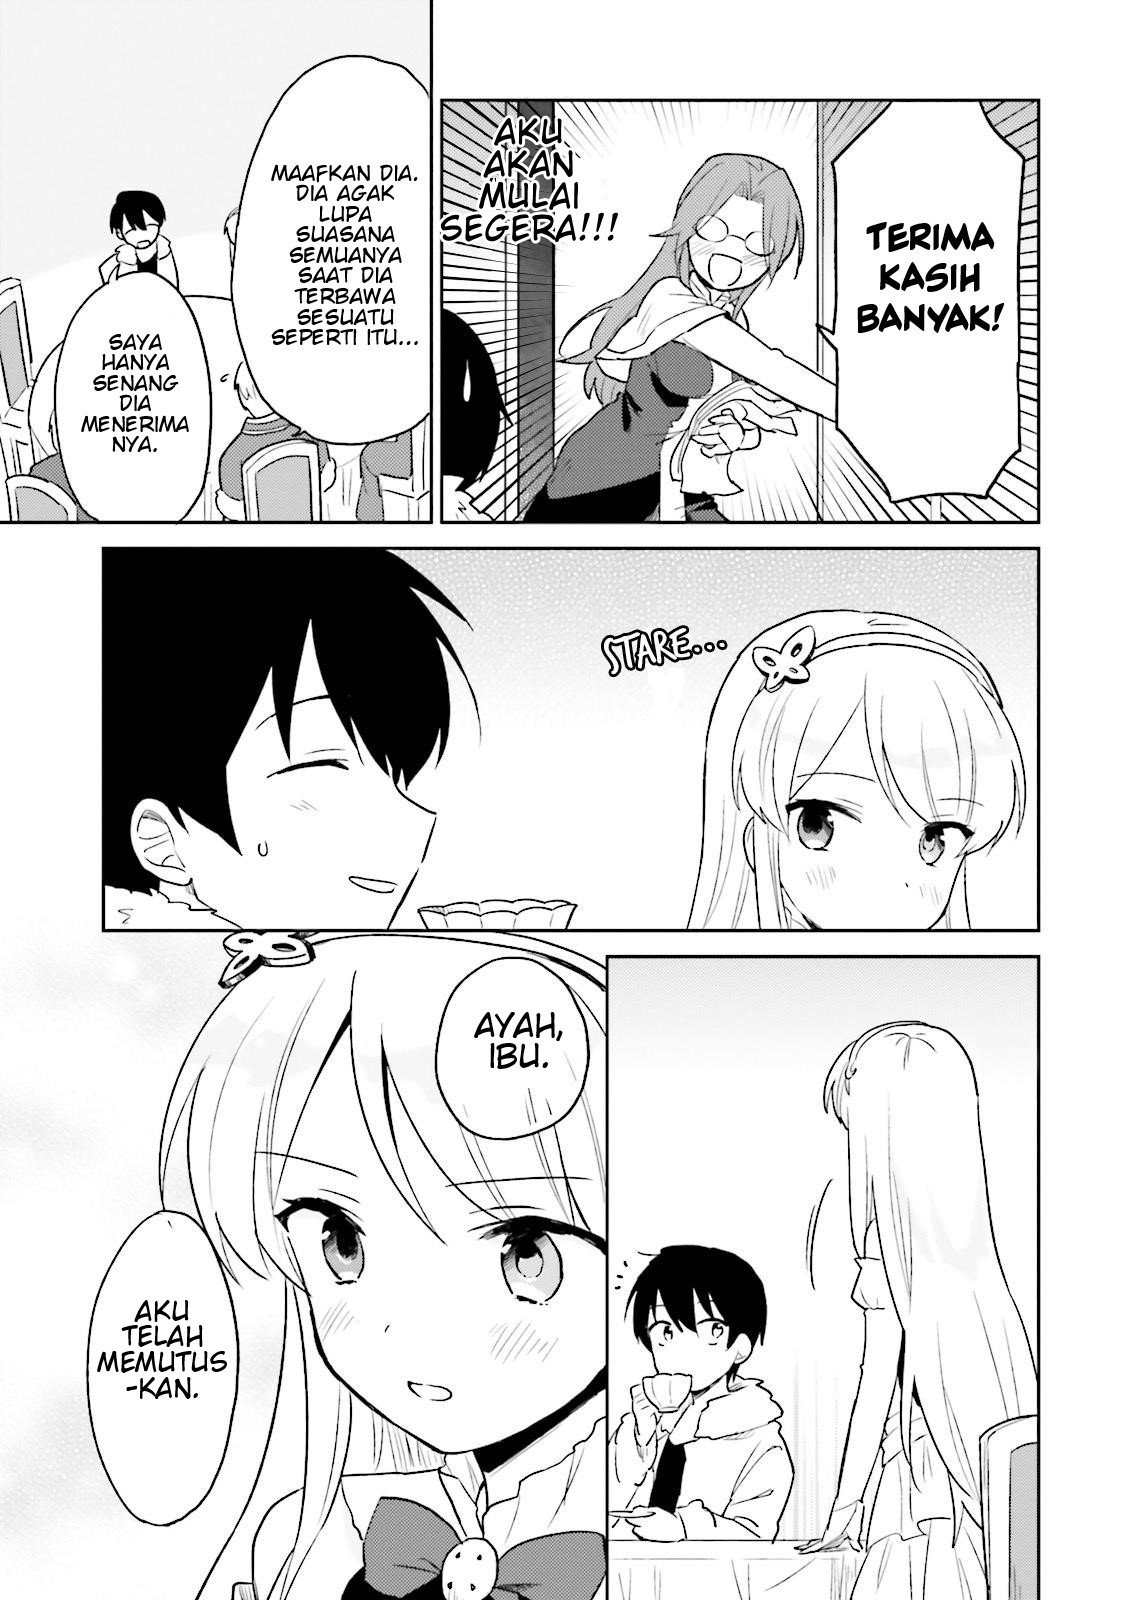 TERIMA
KASIH
BANYAK!
AKU
AKAN
MULAI
SEGERA!!!
MAAFKAN DIA.
DIA AGAK
LUPA
SUASANA
SEMUANYA
SAAT DIA
TERBAWA
SESUATU
SEPERTI ITU...
SAYA
HANYA
SENANG
DIA
MENERIMA
NYA.
STARE...
AYAH,
IBU.
AKU
TELAH
MEMUTUS
-KAN.